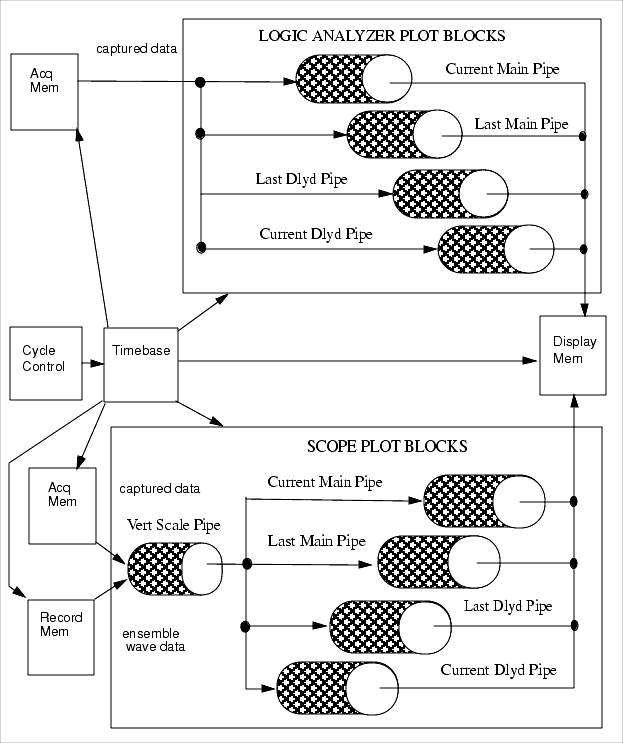 LOGIC ANALYZER PLOT BLOCKS
captured data
Acq
Mem
Current Main Pipe
Last Main Pipe
Last Dlyd Pipe
Current Dlyd Pipe
Cycle
Control
Timebase
Display
Mem
SCOPE PLOT BLOCKS
Acq
Mem
captured data
Current Main Pipe
Vert Scale Pipe
Last Main Pipe
Last Dlyd Pipe
Record
Mem
ensemble
wave data
Current Dlyd Pipe